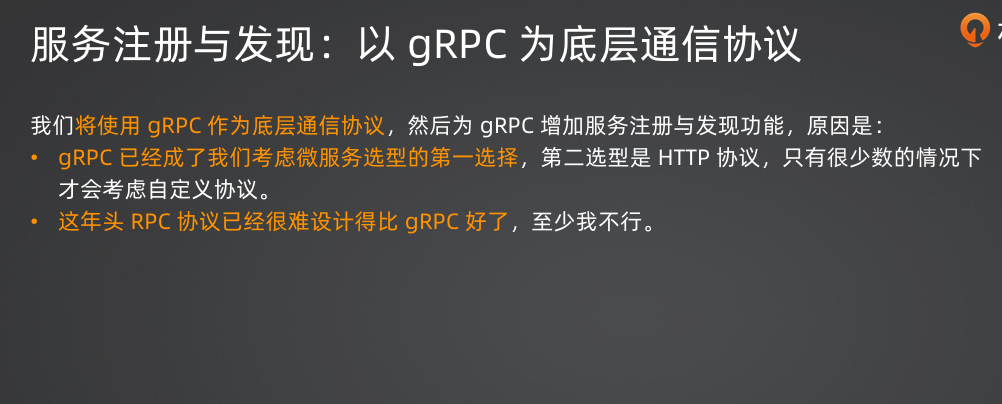 服务注册与发现：以 gRPC 为底层通信协议
我们将使用 gRPC 作为底层通信协议，然后为 gRPC 增加服务注册与发现功能，原因是：
• gRPC 已经成了我们考虑微服务选型的第一选择，第二选型是 HTTP 协议，只有很少数的情况下
才会考虑自定义协议。
• 这年头 RPC 协议已经很难设计得比 gRPC 好了，至少我不行。